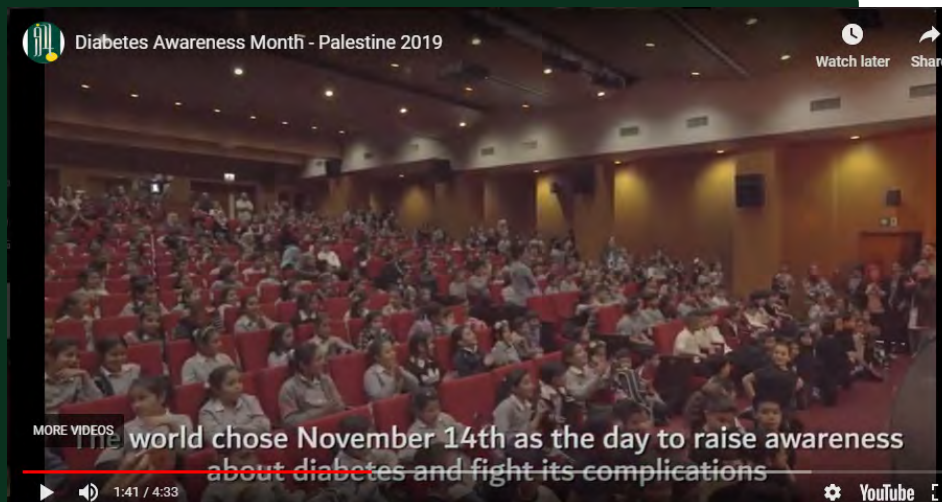 Diabetes Awareness Month - Palestine 2019
Watch later
Shar
MORE VIDEOS
The world chose November 14th as the day to raise awareness
about diabetes and fight its complications
1:41 / 4:33
YouTube